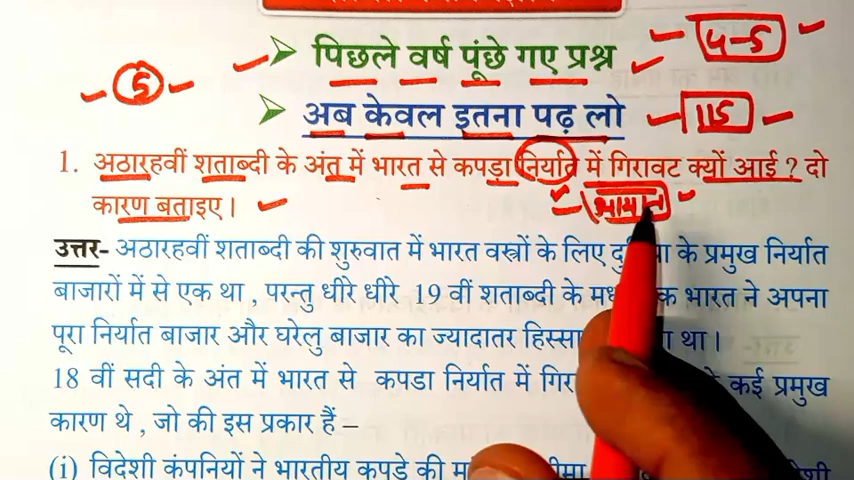 पिछले वर्ष पूंछे गए प्रश्न
4-5
5
अब केवल इतना पढ़ लो
115
1. अठारहवीं शताब्दी के अंत में भारत से कपड़ा निर्यात में गिरावट क्यों आई ? दो
कारण बताइए ।
उत्तर- अठारहवीं शताब्दी की शुरुवात में भारत वस्त्रों के लिए के प्रमुख निर्यात
बाजारों में से एक था , परन्तु धीरे धीरे 19 वीं शताब्दी के भारत ने अपना
पूरा निर्यात बाजार और घरेलु बाजार का ज्यादातर हिस्सा था ।
18 वीं सदी के अंत में भारत से कपडा निर्यात में कई प्रमुख
कारण थे , जो की इस प्रकार हैं –
(i) विदेशी कंपनियों ने भारतीय कपडे की